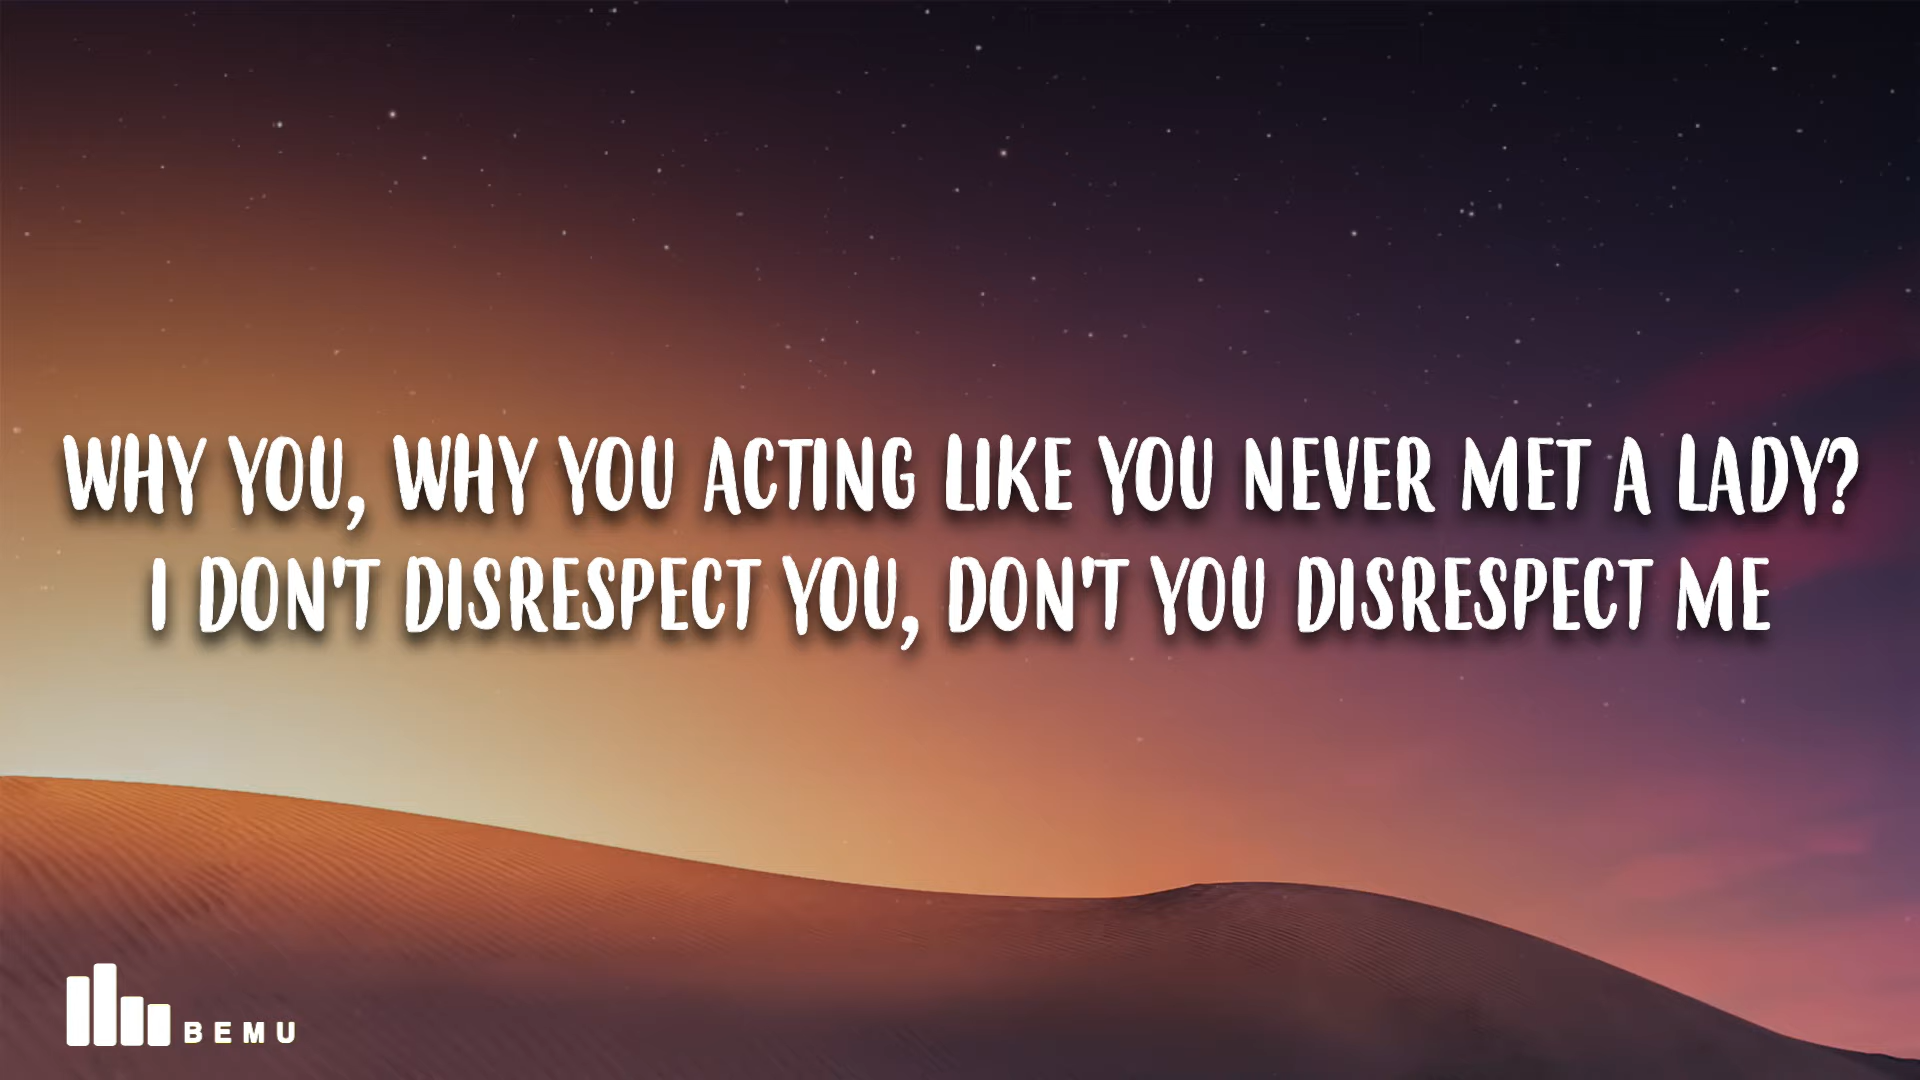 WHY YOU, WHY YOU ACTING LIKE YOU NEVER MET A LADY?
I DON'T DISRESPECT YOU, DON'T YOU DISRESPECT ME
BEMU